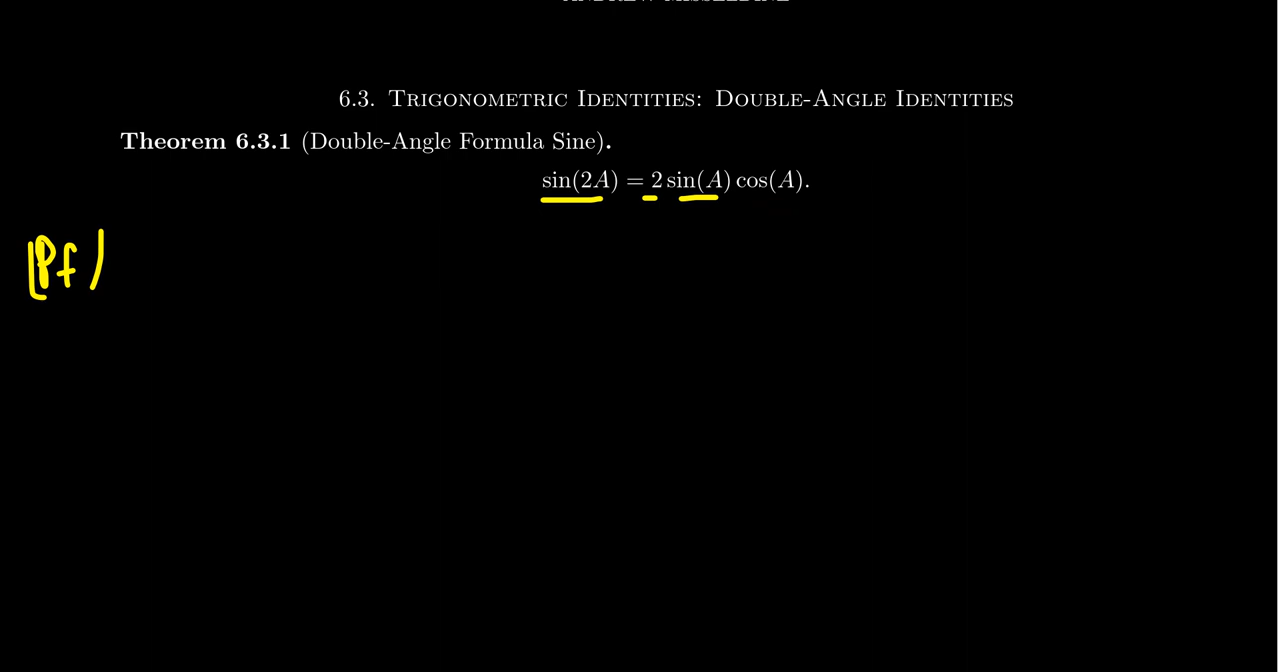 6.3. Trigonometric Identities: Double-Angle Identities
Theorem 6.3.1 (Double-Angle Formula Sine).
sin(2A) = 2 sin(A) cos(A).
Pf)